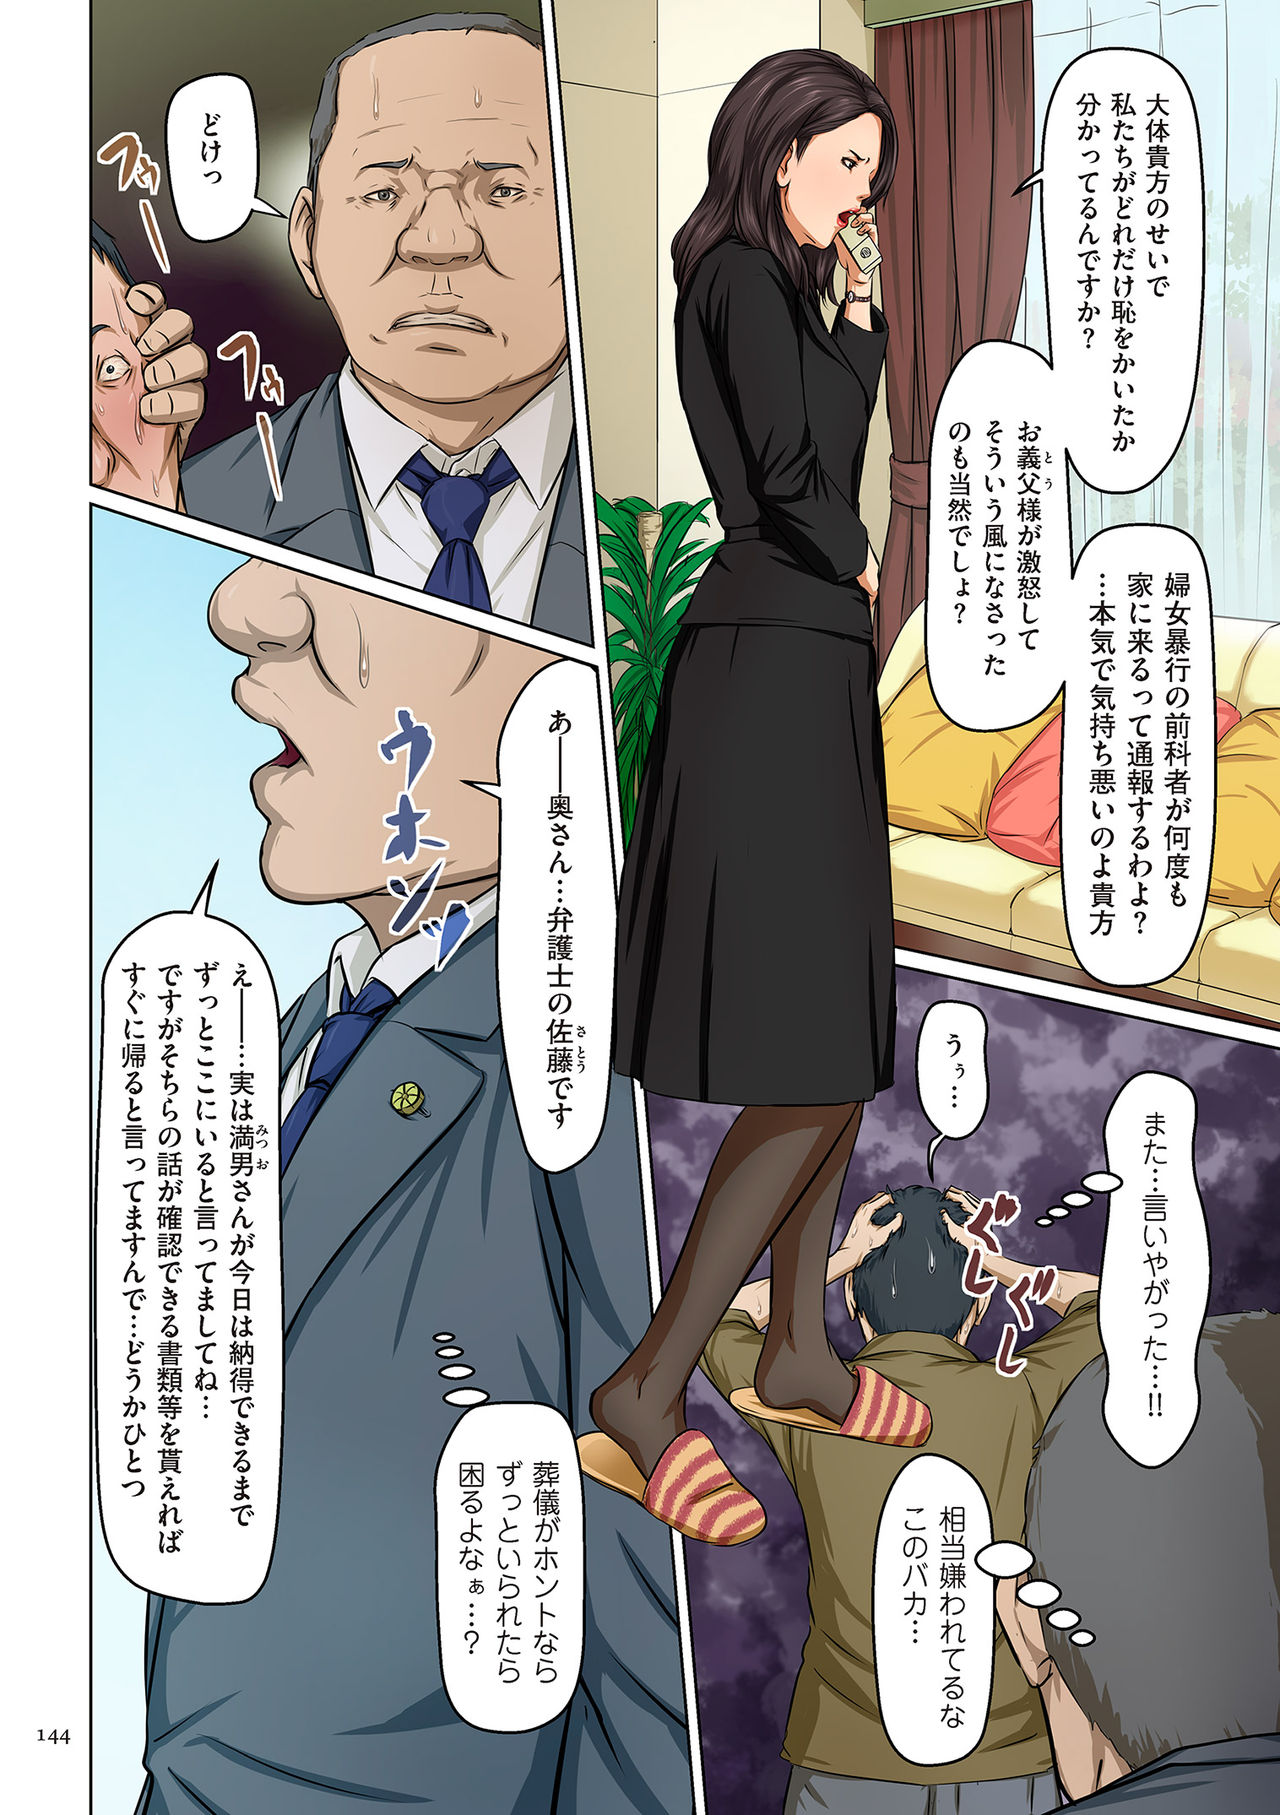 大体貴方のせいで
私たちがどれだけ恥をかいたか
分かってるんですか?
お義父様が激怒して
とう
そういう風になさった
のも当然でしょ?
婦女暴行の前科者が何度も
家に来るって通報するわよ?
…本気で気持ち悪いのよ貴方
うぅ…
また…言いやがった…!!
ぐしぐし
相当嫌われてるな
このバカ…
どけっ
フゥー
フゥー
ウホンッ
あ――奥さん…弁護士の佐藤です
さとう
え――…実は満男さんが今日は納得できるまで
みつお
ずっとここにいると言ってましてね…
ですがそちらの話が確認できる書類等を貰えれば
すぐに帰ると言ってますんで…どうかひとつ
葬儀がホントなら
ずっといられたら
困るよなぁ…?
144